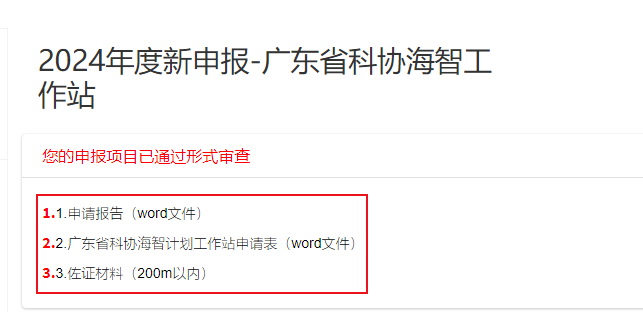 2024年度新申报-广东省科协海智工
作站
您的申报项目已通过形式审查
1.1.申请报告（word文件）
2.2.广东省科协海智计划工作站申请表（word文件）
3.3.佐证材料（200m以内）